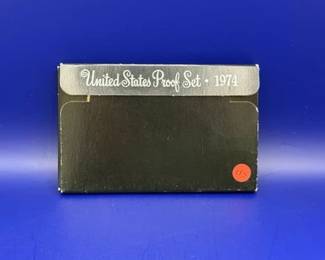 United States Proof Set · 1974